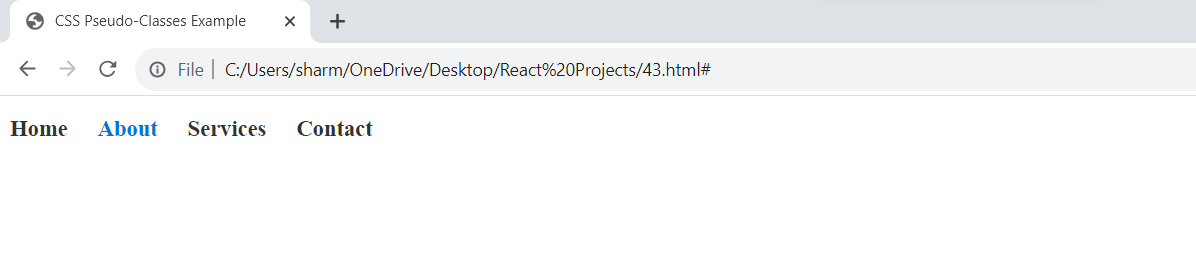 CSS Pseudo-Classes Example
File C:/Users/sharm/OneDrive/Desktop/React%20Projects/43.html#
Home About Services Contact